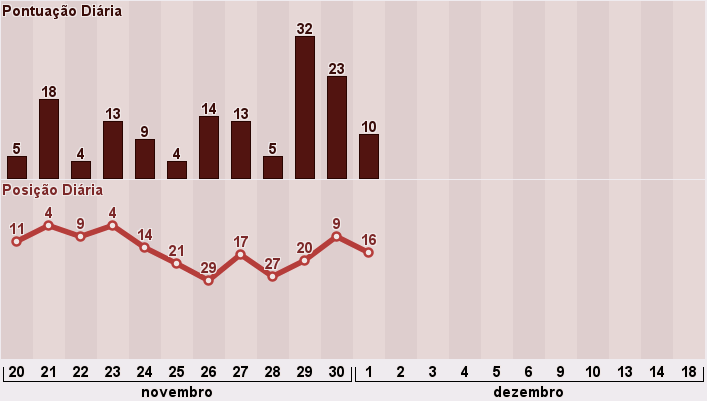 Pontuação Diária
5 18 4 13 9 4 14 13 5 32 23 10
Posição Diária
11 4 9 4 14 21 29 17 27 20 9 16
20 21 22 23 24 25 26 27 28 29 30 1 2 3 4 5 6 9 10 13 14 18
novembro dezembro